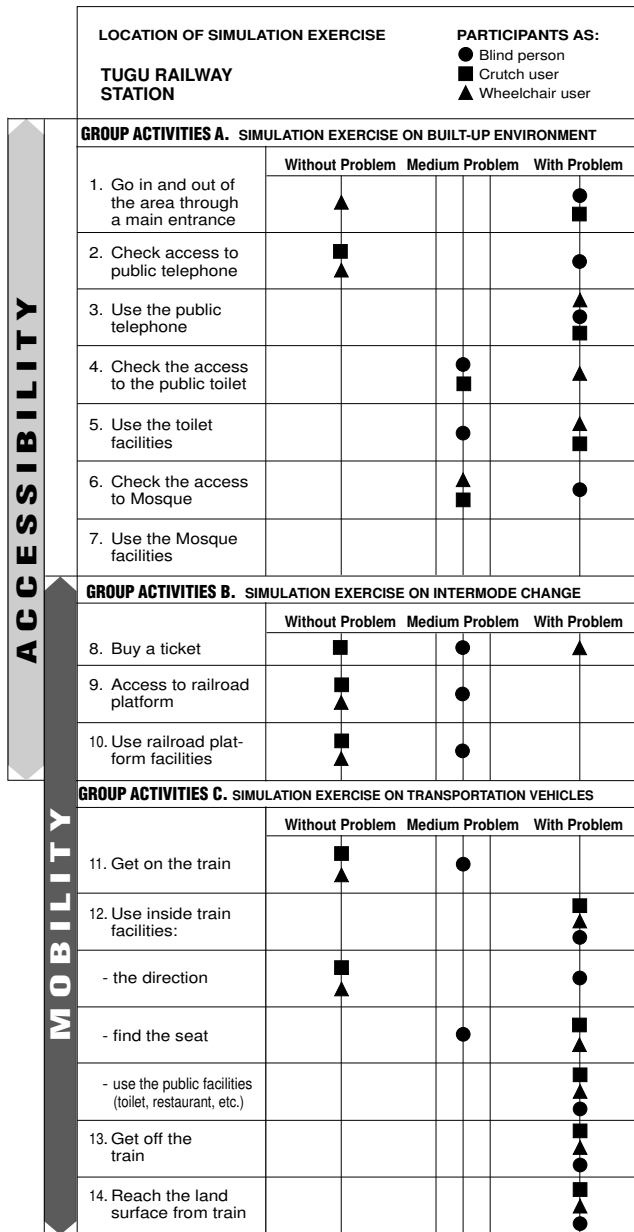 LOCATION OF SIMULATION EXERCISE
TUGU RAILWAY
STATION
PARTICIPANTS AS:
Blind person
Crutch user
Wheelchair user
ACCESSIBILITY
MOBILITY
GROUP ACTIVITIES A. SIMULATION EXERCISE ON BUILT-UP ENVIRONMENT
Without Problem Medium Problem With Problem
1. Go in and out of
the area through
a main entrance
2. Check access to
public telephone
3. Use the public
telephone
4. Check the access
to the public toilet
5. Use the toilet
facilities
6. Check the access
to Mosque
7. Use the Mosque
facilities
GROUP ACTIVITIES B. SIMULATION EXERCISE ON INTERMODE CHANGE
Without Problem Medium Problem With Problem
8. Buy a ticket
9. Access to railroad
platform
10. Use railroad plat-
form facilities
GROUP ACTIVITIES C. SIMULATION EXERCISE ON TRANSPORTATION VEHICLES
Without Problem Medium Problem With Problem
11. Get on the train
12. Use inside train
facilities:
- the direction
- find the seat
- use the public facilities
(toilet, restaurant, etc.)
13. Get off the
train
14. Reach the land
surface from train